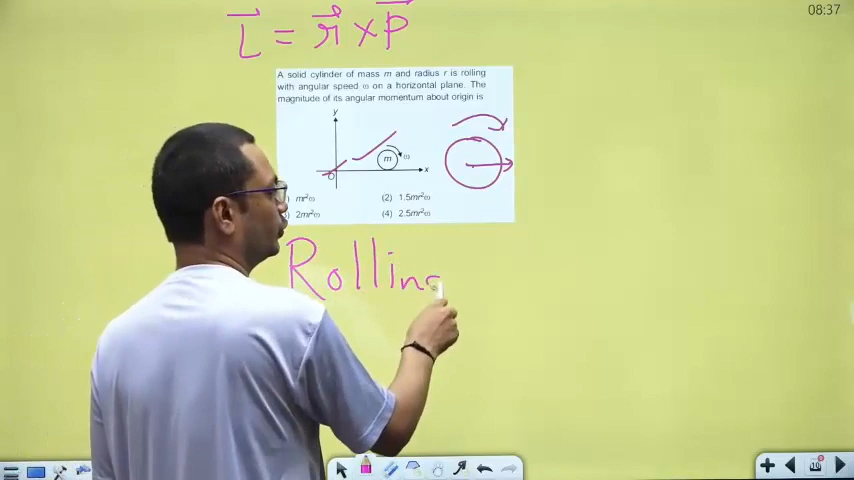 08:37
L = r × p
A solid cylinder of mass m and radius r is rolling
with angular speed ω on a horizontal plane. The
magnitude of its angular momentum about origin is
y
m ω
O x
mr²ω (2) 1.5mr²ω
2mr²ω (4) 2.5mr²ω
Rolling
10